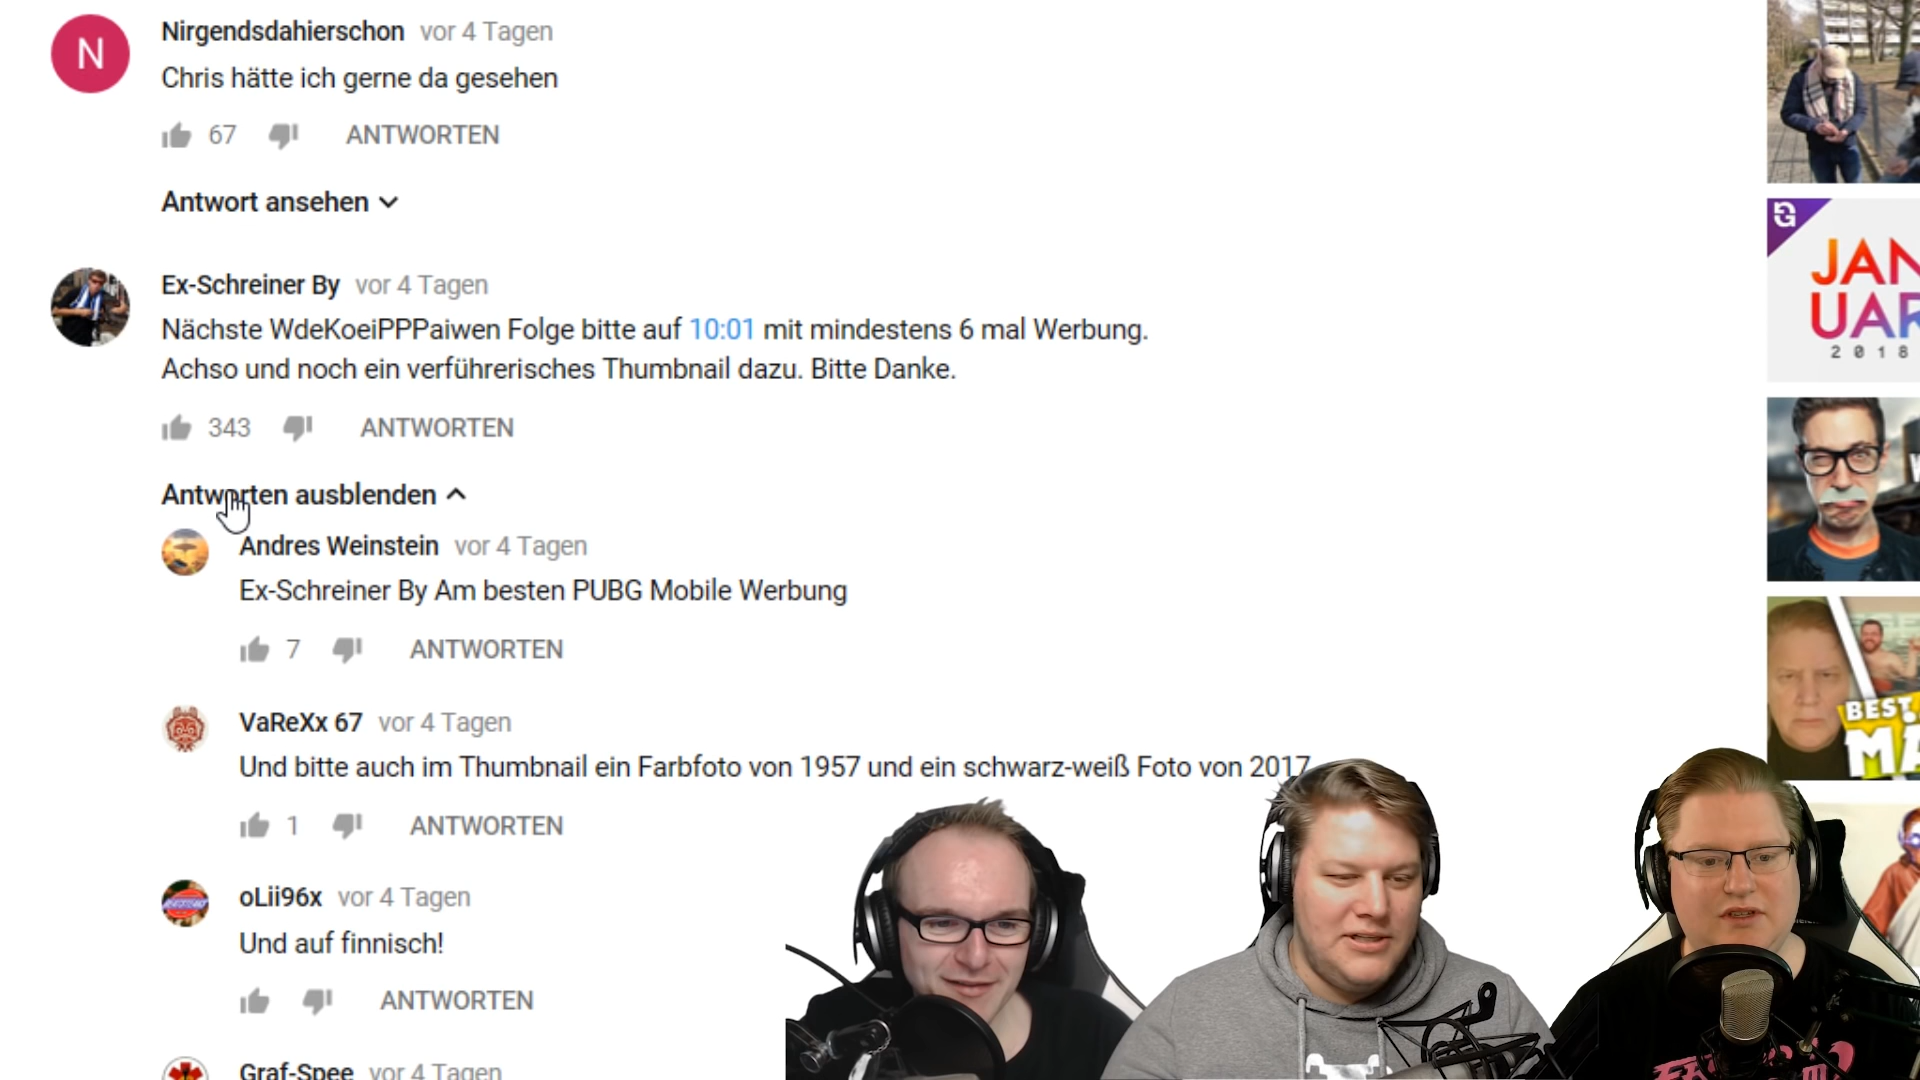 N
Nirgendsdahierschon vor 4 Tagen
Chris hätte ich gerne da gesehen
67 ANTWORTEN
Antwort ansehen
Ex-Schreiner By vor 4 Tagen
Nächste WdeKoeiPPPaiwen Folge bitte auf 10:01 mit mindestens 6 mal Werbung.
Achso und noch ein verführerisches Thumbnail dazu. Bitte Danke.
343 ANTWORTEN
Antworten ausblenden
Andres Weinstein vor 4 Tagen
Ex-Schreiner By Am besten PUBG Mobile Werbung
7 ANTWORTEN
VaReXx 67 vor 4 Tagen
Und bitte auch im Thumbnail ein Farbfoto von 1957 und ein schwarz-weiß Foto von 2017
1 ANTWORTEN
oLii96x vor 4 Tagen
Und auf finnisch!
ANTWORTEN
Graf-Spee vor 4 Tagen
JAN
UAR
2018
BEST
MA